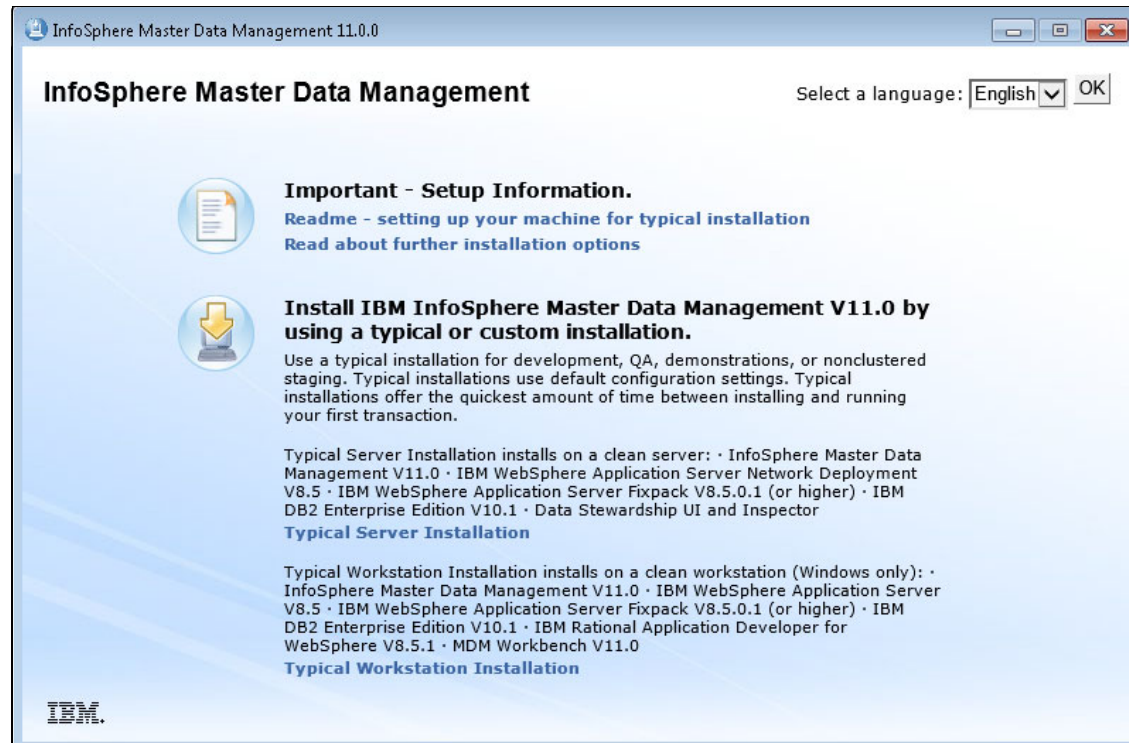 InfoSphere Master Data Management 11.0.0
InfoSphere Master Data Management
Select a language: English OK
Important - Setup Information.
Readme - setting up your machine for typical installation
Read about further installation options
Install IBM InfoSphere Master Data Management V11.0 by
using a typical or custom installation.
Use a typical installation for development, QA, demonstrations, or nonclustered
staging. Typical installations use default configuration settings. Typical
installations offer the quickest amount of time between installing and running
your first transaction.
Typical Server Installation installs on a clean server: · InfoSphere Master Data
Management V11.0 · IBM WebSphere Application Server Network Deployment
V8.5 · IBM WebSphere Application Server Fixpack V8.5.0.1 (or higher) · IBM
DB2 Enterprise Edition V10.1 · Data Stewardship UI and Inspector
Typical Server Installation
Typical Workstation Installation installs on a clean workstation (Windows only): ·
InfoSphere Master Data Management V11.0 · IBM WebSphere Application Server
V8.5 · IBM WebSphere Application Server Fixpack V8.5.0.1 (or higher) · IBM
DB2 Enterprise Edition V10.1 · IBM Rational Application Developer for
WebSphere V8.5.1 · MDM Workbench V11.0
Typical Workstation Installation
IBM.